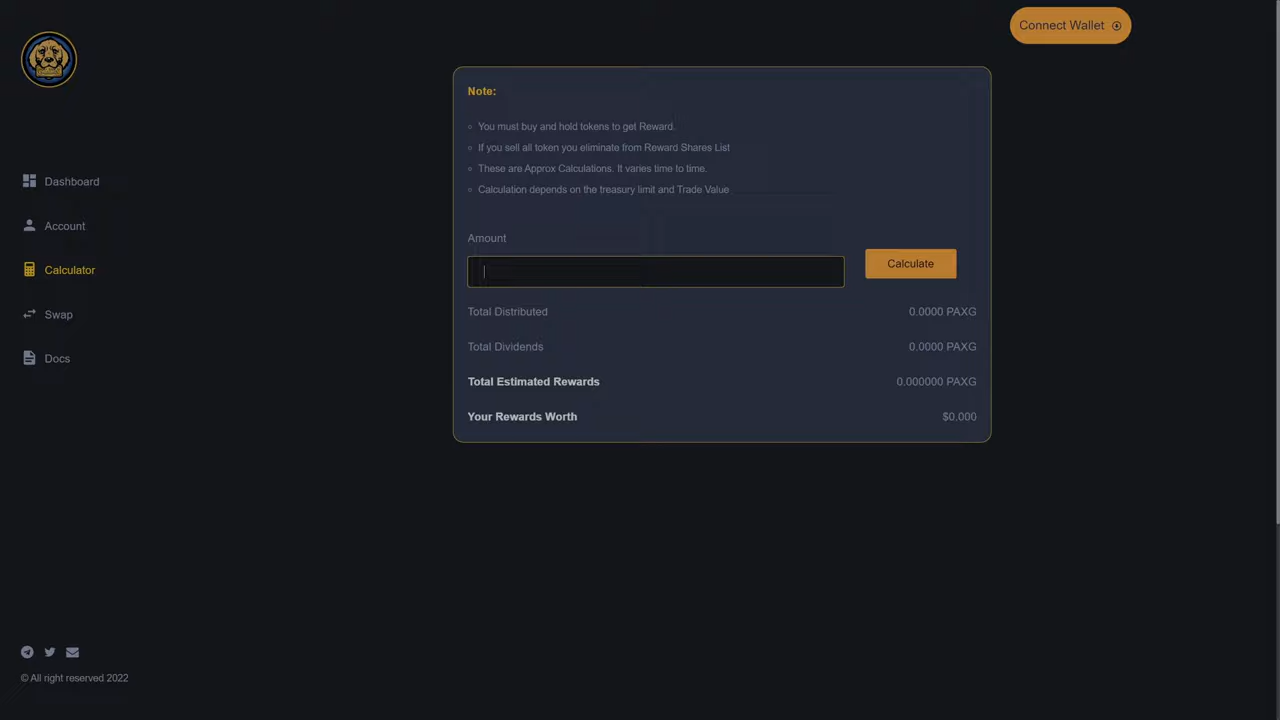 Connect Wallet
Note:
You must buy and hold tokens to get Reward.
If you sell all token you eliminate from Reward Shares List
These are Approx Calculations. It varies time to time.
Calculation depends on the treasury limit and Trade Value
Dashboard
Account
Calculator
Swap
Docs
Amount
Calculate
Total Distributed 0.0000 PAXG
Total Dividends 0.0000 PAXG
Total Estimated Rewards 0.000000 PAXG
Your Rewards Worth $0.000
© All right reserved 2022